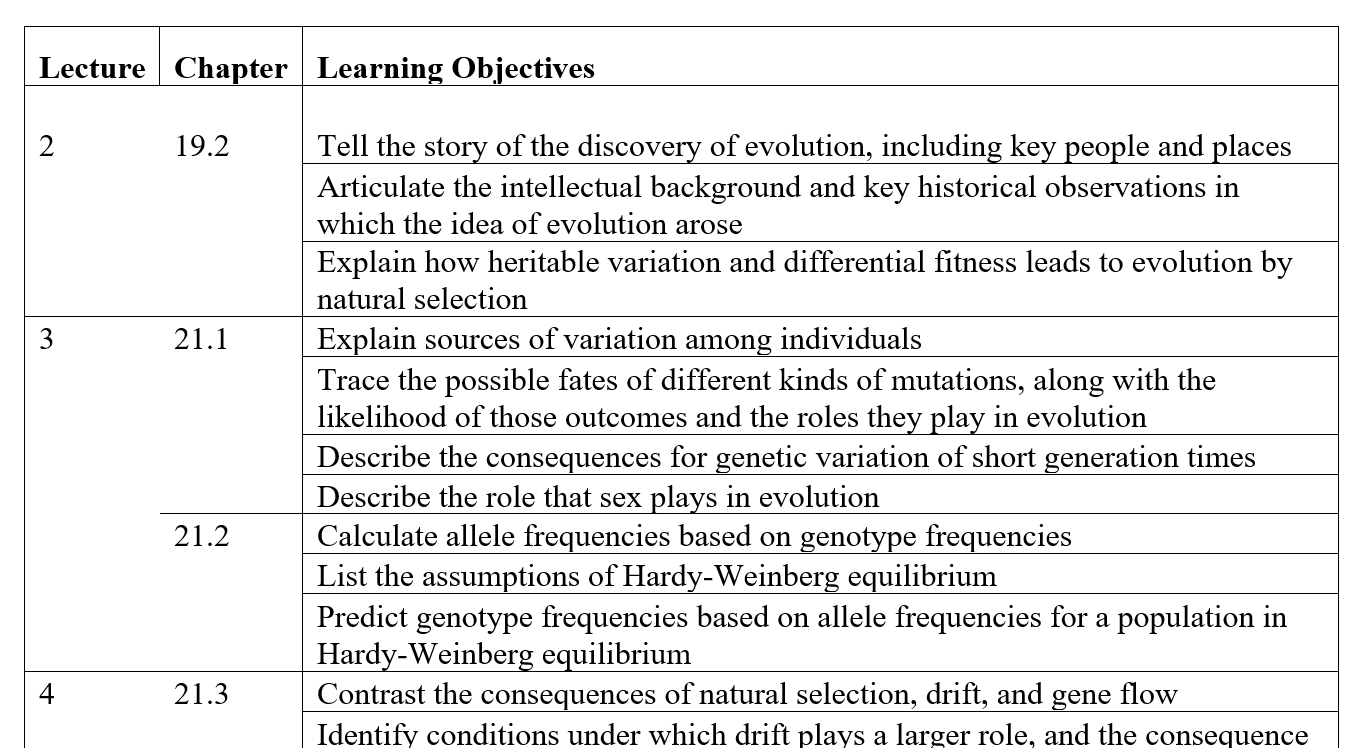 Lecture Chapter Learning Objectives
2 19.2 Tell the story of the discovery of evolution, including key people and places
Articulate the intellectual background and key historical observations in
which the idea of evolution arose
Explain how heritable variation and differential fitness leads to evolution by
natural selection
3 21.1 Explain sources of variation among individuals
Trace the possible fates of different kinds of mutations, along with the
likelihood of those outcomes and the roles they play in evolution
Describe the consequences for genetic variation of short generation times
Describe the role that sex plays in evolution
21.2 Calculate allele frequencies based on genotype frequencies
List the assumptions of Hardy-Weinberg equilibrium
Predict genotype frequencies based on allele frequencies for a population in
Hardy-Weinberg equilibrium
4 21.3 Contrast the consequences of natural selection, drift, and gene flow
Identify conditions under which drift plays a larger role, and the consequence